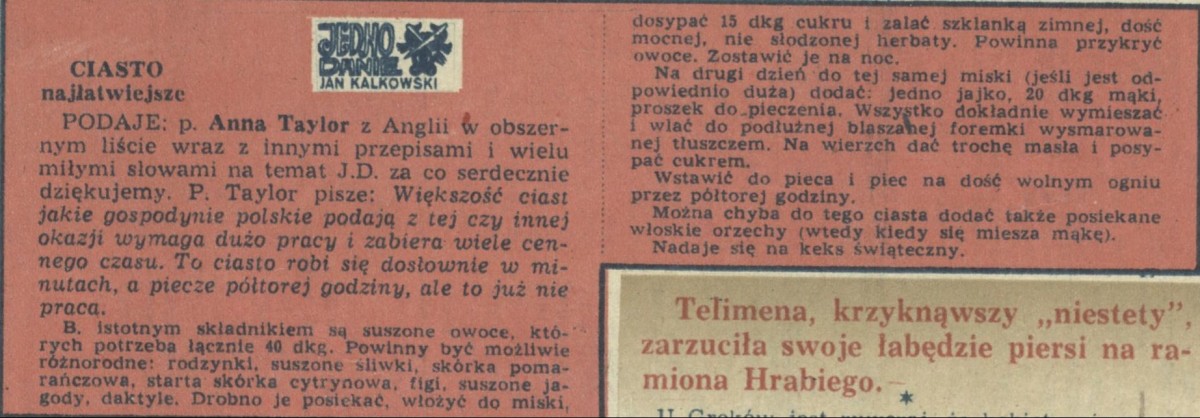 JEDNO
DANIE
JAN KALKOWSKI
CIASTO
najłatwiejsze
PODAJE: p. Anna Taylor z Anglii w obszer-
nym liście wraz z innymi przepisami i wielu
miłymi słowami na temat J.D. za co serdecznie
dziękujemy. P. Taylor pisze: Większość ciast
jakie gospodynie polskie podają z tej czy innej
okazji wymaga dużo pracy i zabiera wiele cen-
nego czasu. To ciasto robi się dosłownie w mi-
nutach, a piecze półtorej godziny, ale to już nie
praca.
B. istotnym składnikiem są suszone owoce, któ-
rych potrzeba łącznie 40 dkg. Powinny być możliwie
różnorodne: rodzynki, suszone śliwki, skórka poma-
rańczowa, starta skórka cytrynowa, figi, suszone ja-
gody, daktyle. Drobno je posiekać, włożyć do miski,
dosypać 15 dkg cukru i zalać szklanką zimnej, dość
mocnej, nie słodzonej herbaty. Powinna przykryć
owoce. Zostawić je na noc.
Na drugi dzień do tej samej miski (jeśli jest od-
powiednio duża) dodać: jedno jajko, 20 dkg mąki,
proszek do pieczenia. Wszystko dokładnie wymieszać
i wlać do podłużnej blaszanej foremki wysmarowa-
nej tłuszczem. Na wierzch dać trochę masła i posy-
pać cukrem.
Wstawić do pieca i piec na dość wolnym ogniu
przez półtorej godziny.
Można chyba do tego ciasta dodać także posiekane
włoskie orzechy (wtedy kiedy się miesza mąkę).
Nadaje się na keks świąteczny.
Telimena, krzyknąwszy „niestety”,
zarzuciła swoje łabędzie piersi na ra-
miona Hrabiego.
*